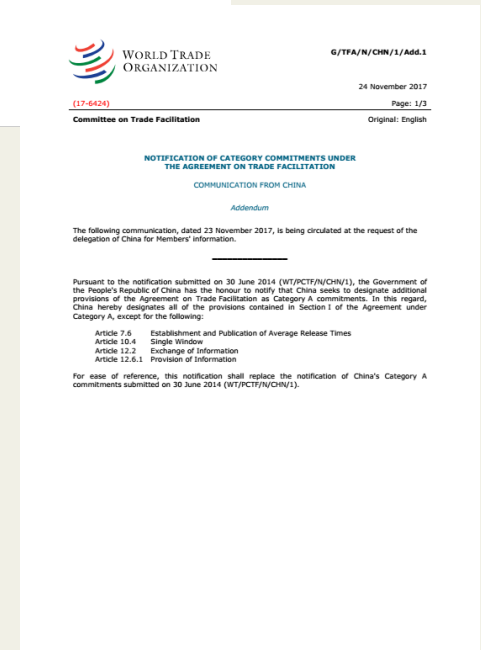 WORLD TRADE
ORGANIZATION
G/TFA/N/CHN/1/Add.1
24 November 2017
(17-6424)
Page: 1/3
Committee on Trade Facilitation
Original: English
NOTIFICATION OF CATEGORY COMMITMENTS UNDER
THE AGREEMENT ON TRADE FACILITATION
COMMUNICATION FROM CHINA
Addendum
The following communication, dated 23 November 2017, is being circulated at the request of the
delegation of China for Members' information.
Pursuant to the notification submitted on 30 June 2014 (WT/PCTF/N/CHN/1), the Government of
the People's Republic of China has the honour to notify that China seeks to designate additional
provisions of the Agreement on Trade Facilitation as Category A commitments. In this regard,
China hereby designates all of the provisions contained in Section I of the Agreement under
Category A, except for the following:
Article 7.6 Establishment and Publication of Average Release Times
Article 10.4 Single Window
Article 12.2 Exchange of Information
Article 12.6.1 Provision of Information
For ease of reference, this notification shall replace the notification of China's Category A
commitments submitted on 30 June 2014 (WT/PCTF/N/CHN/1).